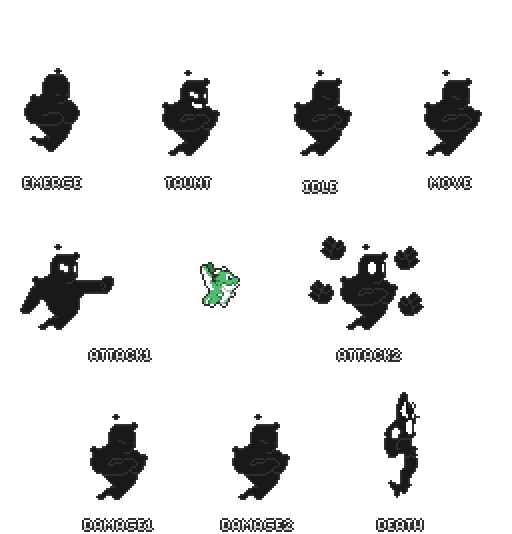 EMERGE
TAUNT
IDLE
MOVE
ATTACK1
ATTACK2
DAMAGE1
DAMAGE2
DEATH